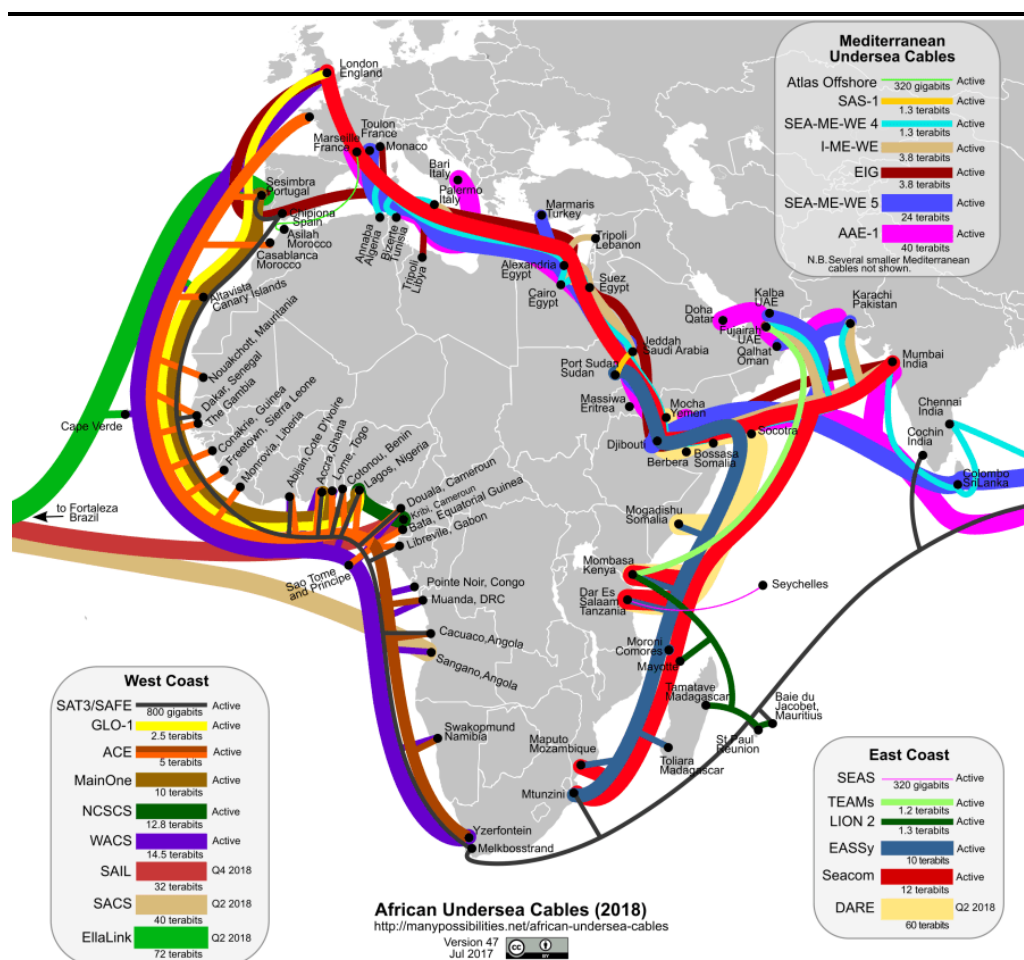 London
England
Toulon
France
Marseille
France
Monaco
Bari
Italy
Sesimbra
Portugal
Palermo
Italy
Marmaris
Turkey
Chipiona
Spain
Asilah
Morocco
Casablanca
Morocco
Annaba
Algeria
Bizerte
Tunisia
Tripoli
Libya
Tripoli
Lebanon
Alexandria
Egypt
Suez
Egypt
Cairo
Egypt
Altavista
Canary Islands
Doha
Qatar
Kalba
UAE
Fujairah
UAE
Qalhat
Oman
Karachi
Pakistan
Jeddah
Saudi Arabia
Port Sudan
Sudan
Mumbai
India
Nouakchott, Mauritania
Dakar, Senegal
The Gambia
Cape Verde
Conakrie, Guinea
Freetown, Sierra Leone
Monrovia, Liberia
Abijan,Cote D'ivoire
Accra,Ghana
Lome, Togo
Cotonou, Benin
Lagos, Nigeria
Massiwa
Eritrea
Mocha
Yemen
Djibouti
Berbera
Bossasa
Somalia
Socotra
Chennai
India
Cochin
India
Colombo
SriLanka
Douala, Cameroun
Kribi, Cameroun
Bata, Equatorial Guinea
Libreville, Gabon
to Fortaleza
Brazil
Sao Tome
and Principe
Mogadishu
Somalia
Mombasa
Kenya
Dar Es
Salaam
Tanzania
Seychelles
Pointe Noir, Congo
Muanda, DRC
Cacuaco,Angola
Sangano,Angola
Moroni
Comores
Mayotte
Tamatave
Madagascar
Baie du
Jacobet,
Mauritius
St Paul
Reunion
Swakopmund
Namibia
Maputo
Mozambique
Toliara
Madagascar
Mtunzini
Yzerfontein
Melkbosstrand
Mediterranean
Undersea Cables
Atlas Offshore Active
320 gigabits
SAS-1 Active
1.3 terabits
SEA-ME-WE 4 Active
1.3 terabits
I-ME-WE Active
3.8 terabits
EIG Active
3.8 terabits
SEA-ME-WE 5 Active
24 terabits
AAE-1 Active
40 terabits
N.B. Several smaller Mediterranean
cables not shown.
West Coast
SAT3/SAFE Active
800 gigabits
GLO-1 Active
2.5 terabits
ACE Active
5 terabits
MainOne Active
10 terabits
NCSCS Active
12.8 terabits
WACS Active
14.5 terabits
SAIL Q4 2018
32 terabits
SACS Q2 2018
40 terabits
EllaLink Q2 2018
72 terabits
East Coast
SEAS Active
320 gigabits
TEAMs Active
1.2 terabits
LION 2 Active
1.3 terabits
EASSy Active
10 terabits
Seacom Active
12 terabits
DARE Q2 2018
60 terabits
African Undersea Cables (2018)
http://manypossibilities.net/african-undersea-cables
Version 47
Jul 2017
cc
BY